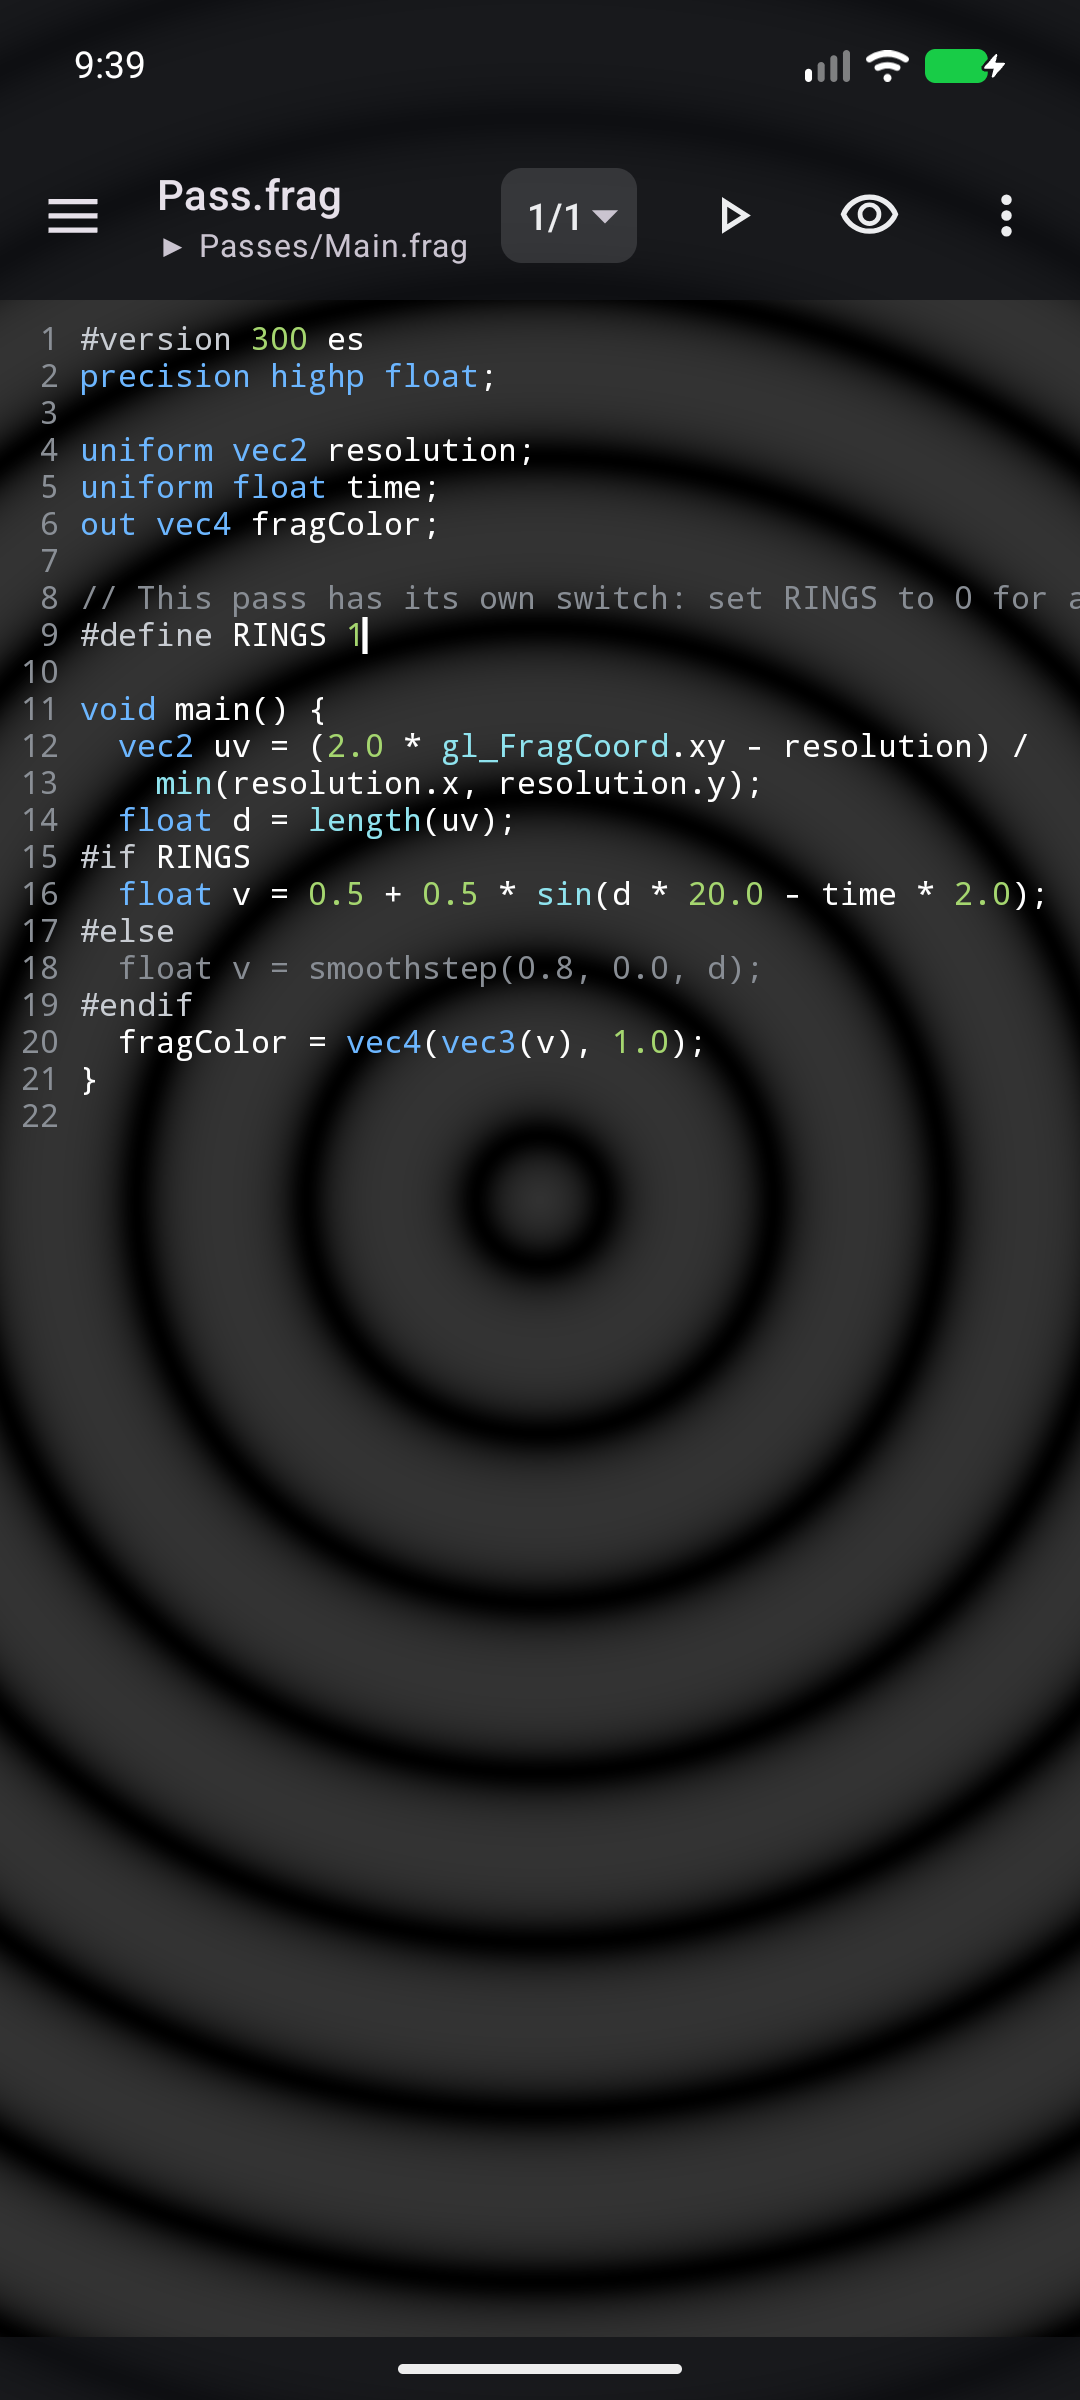 9:39
Pass.frag
► Passes/Main.frag
1/1
1 #version 300 es
2 precision highp float;
3
4 uniform vec2 resolution;
5 uniform float time;
6 out vec4 fragColor;
7
8 // This pass has its own switch: set RINGS to 0 for a
9 #define RINGS 1
10
11 void main() {
12   vec2 uv = (2.0 * gl_FragCoord.xy - resolution) /
13     min(resolution.x, resolution.y);
14   float d = length(uv);
15 #if RINGS
16   float v = 0.5 + 0.5 * sin(d * 20.0 - time * 2.0);
17 #else
18   float v = smoothstep(0.8, 0.0, d);
19 #endif
20   fragColor = vec4(vec3(v), 1.0);
21 }
22